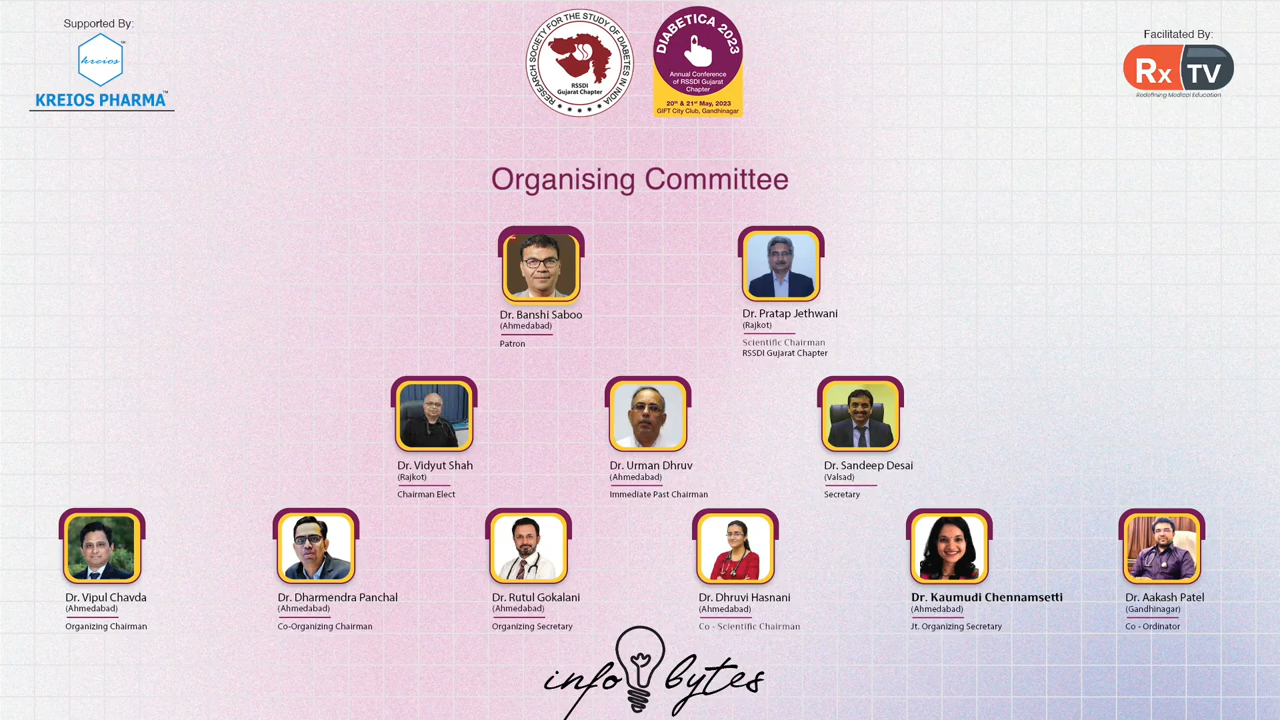 Supported By:
kreios
TM
KREIOS PHARMA™
RESEARCH SOCIETY FOR THE STUDY OF DIABETES IN INDIA
RSSDI
Gujarat Chapter
DIABETICA 2023
Annual Conference
of RSSDI Gujarat
Chapter
20th & 21st May, 2023
GIFT City Club, Gandhinagar
Facilitated By:
Rx TV
Redefining Medical Education
Organising Committee
Dr. Banshi Saboo
(Ahmedabad)
Patron
Dr. Pratap Jethwani
(Rajkot)
Scientific Chairman
RSSDI Gujarat Chapter
Dr. Vidyut Shah
(Rajkot)
Chairman Elect
Dr. Urman Dhruv
(Ahmedabad)
Immediate Past Chairman
Dr. Sandeep Desai
(Valsad)
Secretary
Dr. Vipul Chavda
(Ahmedabad)
Organizing Chairman
Dr. Dharmendra Panchal
(Ahmedabad)
Co-Organizing Chairman
Dr. Rutul Gokalani
(Ahmedabad)
Organizing Secretary
Dr. Dhruvi Hasnani
(Ahmedabad)
Co - Scientific Chairman
Dr. Kaumudi Chennamsetti
(Ahmedabad)
Jt. Organizing Secretary
Dr. Aakash Patel
(Gandhinagar)
Co - Ordinator
info bytes